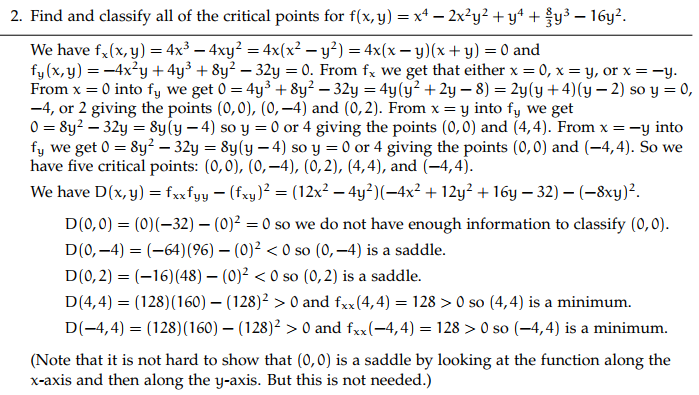 2. Find and classify all of the critical points for f(x, y) = x⁴ − 2x²y² + y⁴ + 8/3 y³ − 16y².
We have fₓ(x, y) = 4x³ − 4xy² = 4x(x² − y²) = 4x(x − y)(x + y) = 0 and
f_y(x, y) = −4x²y + 4y³ + 8y² − 32y = 0. From fₓ we get that either x = 0, x = y, or x = −y.
From x = 0 into f_y we get 0 = 4y³ + 8y² − 32y = 4y(y² + 2y − 8) = 2y(y + 4)(y − 2) so y = 0,
−4, or 2 giving the points (0, 0), (0, −4) and (0, 2). From x = y into f_y we get
0 = 8y² − 32y = 8y(y − 4) so y = 0 or 4 giving the points (0, 0) and (4, 4). From x = −y into
f_y we get 0 = 8y² − 32y = 8y(y − 4) so y = 0 or 4 giving the points (0, 0) and (−4, 4). So we
have five critical points: (0, 0), (0, −4), (0, 2), (4, 4), and (−4, 4).
We have D(x, y) = fₓₓf_yy − (fₓy)² = (12x² − 4y²)(−4x² + 12y² + 16y − 32) − (−8xy)².
D(0, 0) = (0)(−32) − (0)² = 0 so we do not have enough information to classify (0, 0).
D(0, −4) = (−64)(96) − (0)² < 0 so (0, −4) is a saddle.
D(0, 2) = (−16)(48) − (0)² < 0 so (0, 2) is a saddle.
D(4, 4) = (128)(160) − (128)² > 0 and fₓₓ(4, 4) = 128 > 0 so (4, 4) is a minimum.
D(−4, 4) = (128)(160) − (128)² > 0 and fₓₓ(−4, 4) = 128 > 0 so (−4, 4) is a minimum.
(Note that it is not hard to show that (0, 0) is a saddle by looking at the function along the
x-axis and then along the y-axis. But this is not needed.)